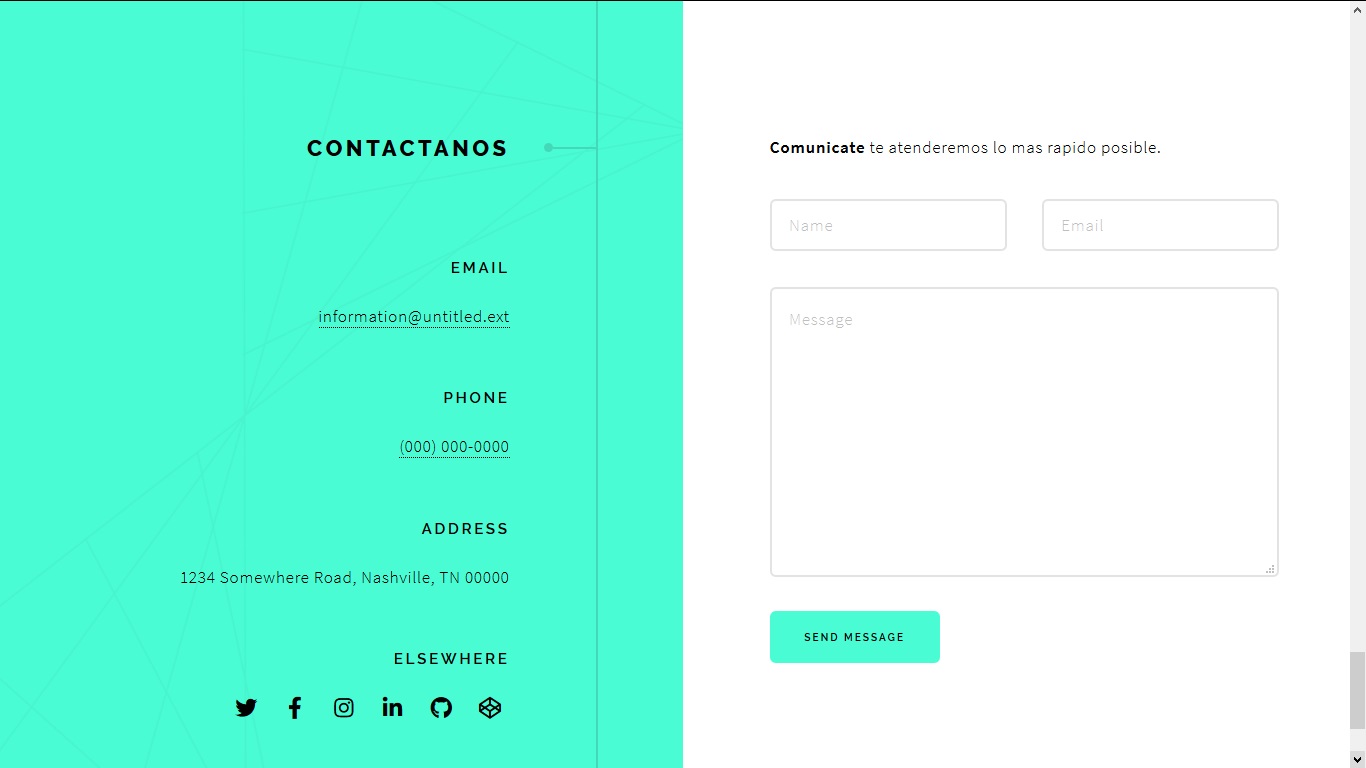 CONTACTANOS
EMAIL
information@untitled.ext
PHONE
(000) 000-0000
ADDRESS
1234 Somewhere Road, Nashville, TN 00000
ELSEWHERE
Comunicate te atenderemos lo mas rapido posible.
Name Email
Message
SEND MESSAGE